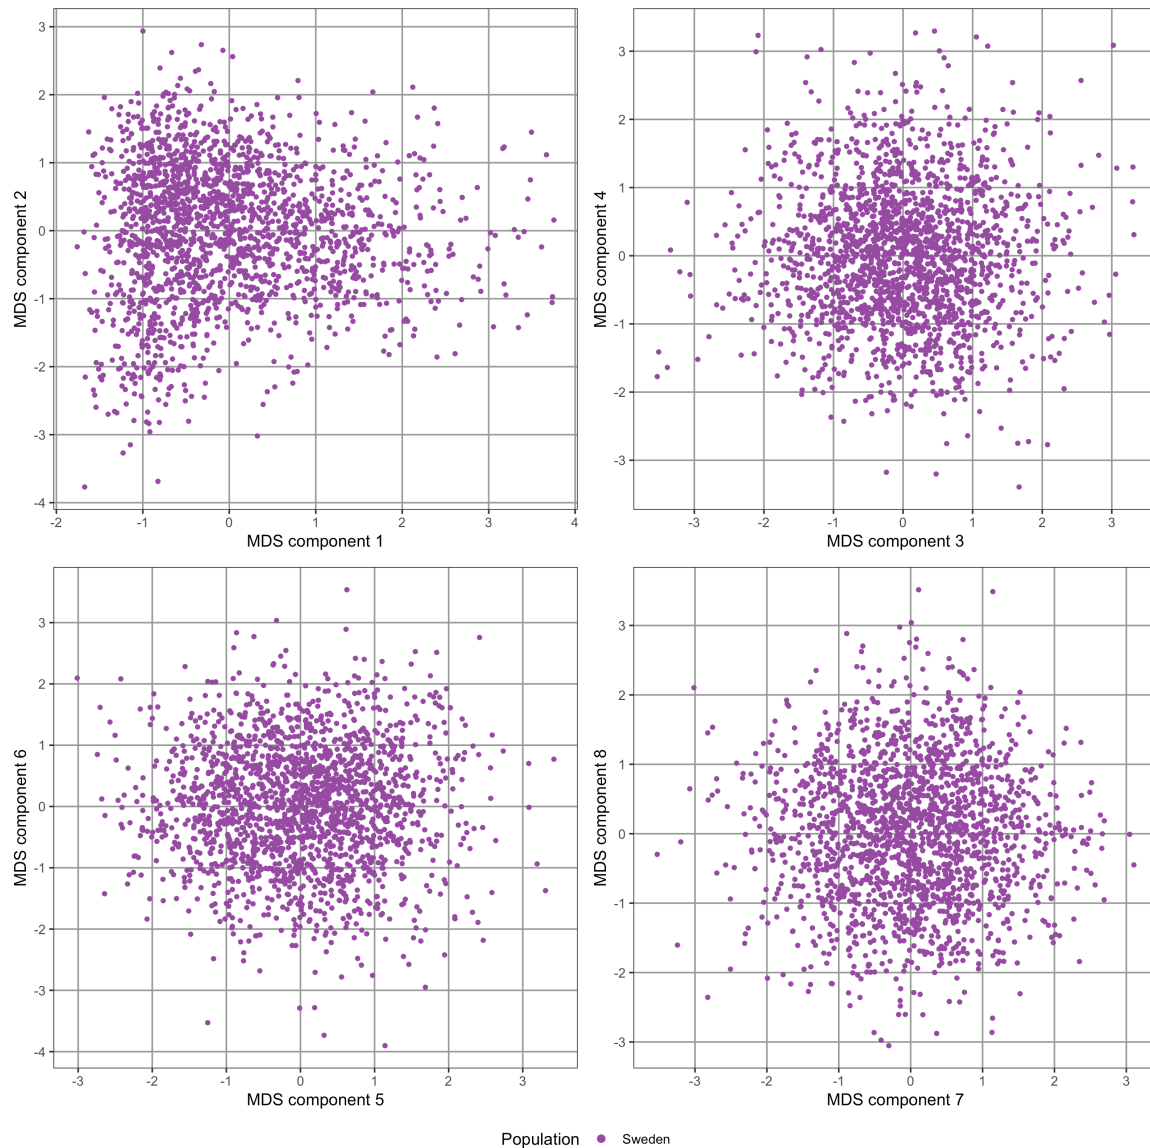 3
2
1
0
-1
-2
-3
-4
-2 -1 0 1 2 3 4
MDS component 1
MDS component 2
3
2
1
0
-1
-2
-3
-3 -2 -1 0 1 2 3
MDS component 3
MDS component 4
3
2
1
0
-1
-2
-3
-4
-3 -2 -1 0 1 2 3
MDS component 5
MDS component 6
3
2
1
0
-1
-2
-3
-3 -2 -1 0 1 2 3
MDS component 7
MDS component 8
Population Sweden